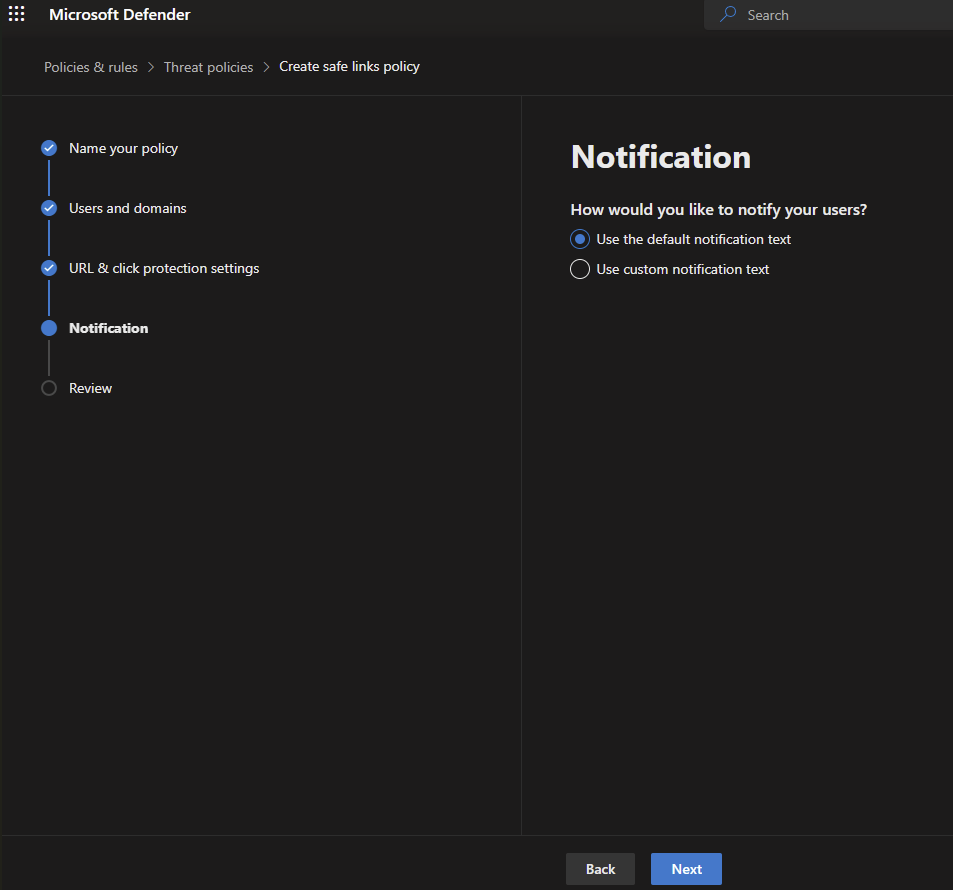 Microsoft Defender
Search
Policies & rules > Threat policies > Create safe links policy
Name your policy
Users and domains
URL & click protection settings
Notification
Review
Notification
How would you like to notify your users?
Use the default notification text
Use custom notification text
Back
Next